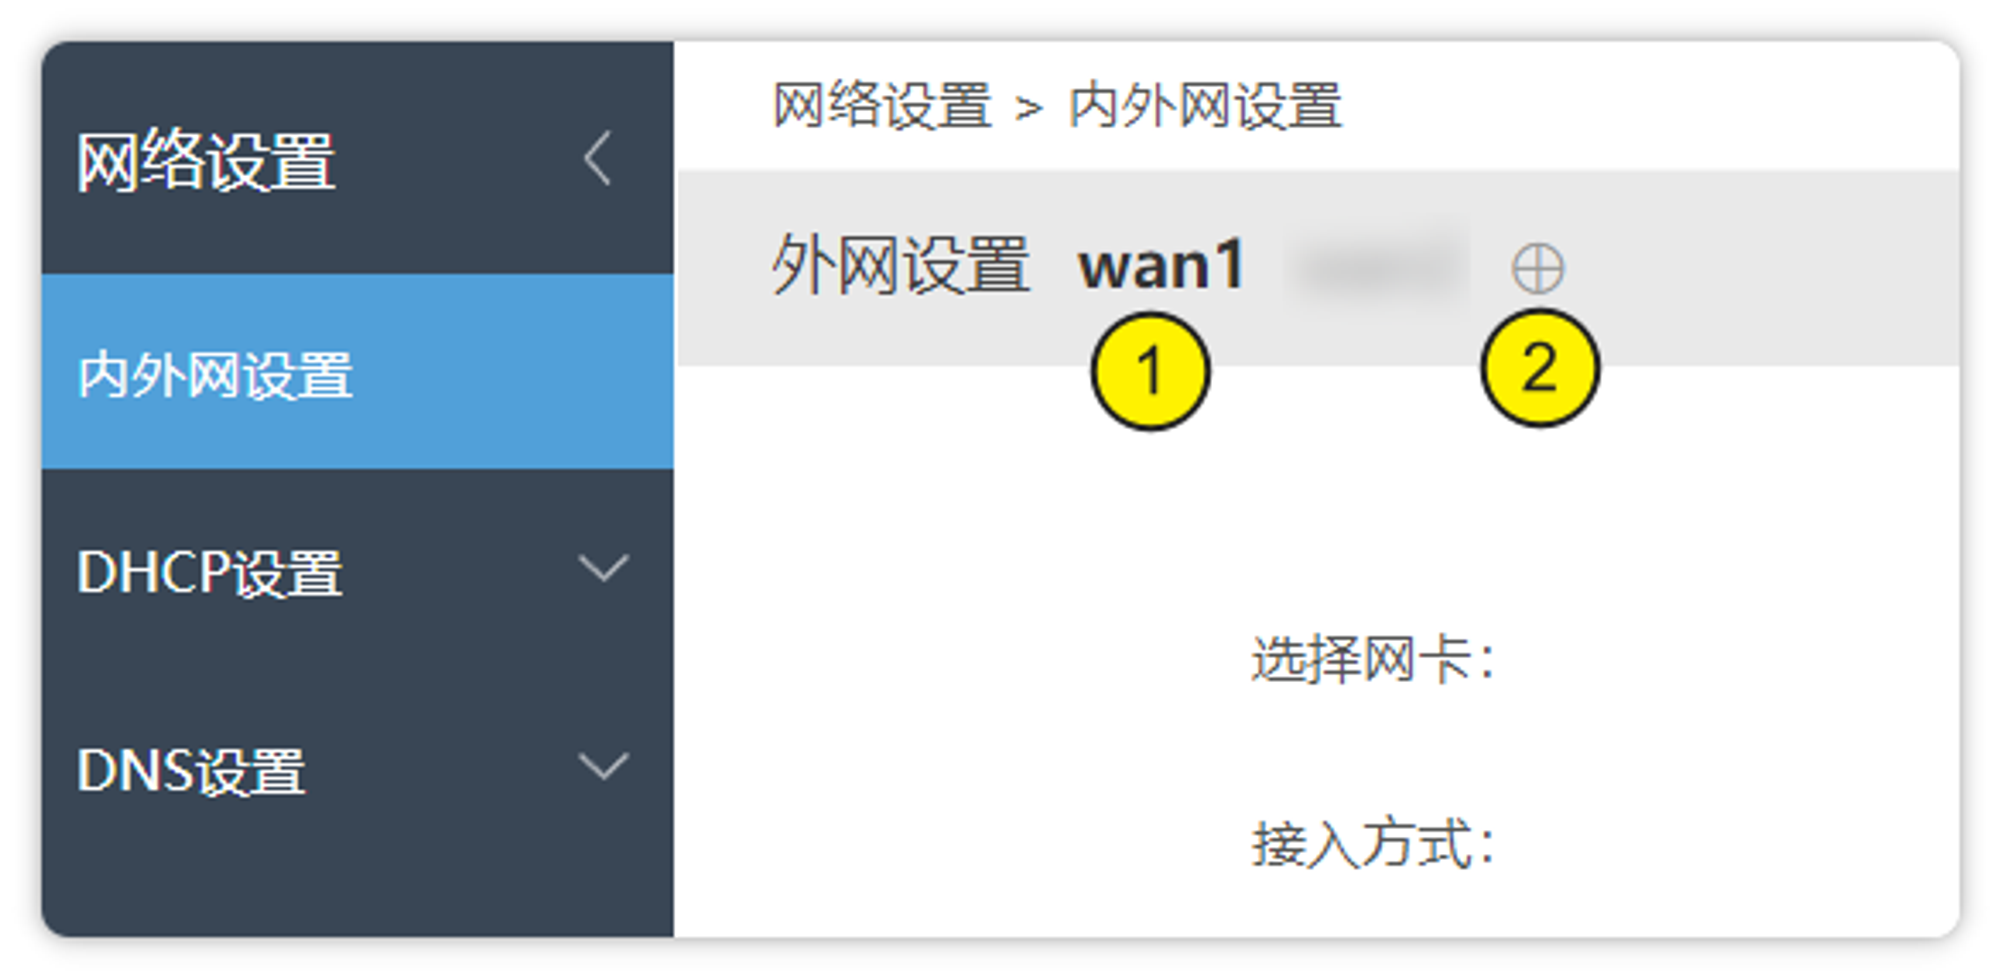 网络设置
内外网设置
DHCP设置
DNS设置
网络设置 > 内外网设置
外网设置 wan1
1
2
选择网卡：
接入方式：